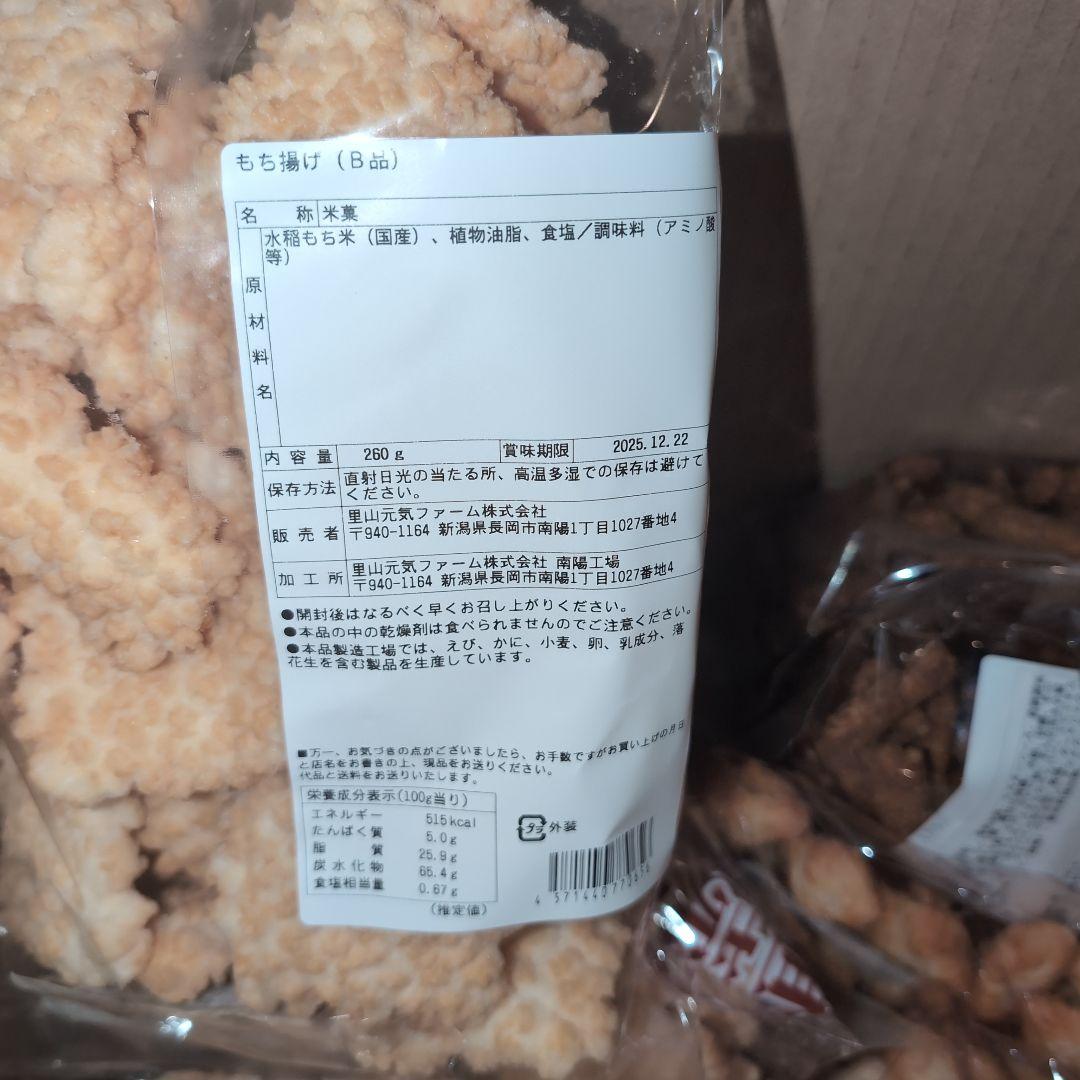 もち揚げ（B品）
名　称 米菓
原材料名 水稲もち米（国産）、植物油脂、食塩／調味料（アミノ酸
等）
内容量 260g 賞味期限 2025.12.22
保存方法 直射日光の当たる所、高温多湿での保存は避けて
ください。
販売者 里山元気ファーム株式会社
〒940-1164 新潟県長岡市南陽1丁目1027番地4
加工所 里山元気ファーム株式会社 南陽工場
〒940-1164 新潟県長岡市南陽1丁目1027番地4
●開封後はなるべく早くお召し上がりください。
●本品の中の乾燥剤は食べられませんのでご注意ください。
●本品製造工場では、えび、かに、小麦、卵、乳成分、落
花生を含む製品を生産しています。
■万一、お気づきの点がございましたら、お手数ですがお買い上げの月日
と店名をお書きの上、現品をお送りください。
代品と送料をお送りいたします。
栄養成分表示(100g当り)
エネルギー 515kcal
たんぱく質 5.0g
脂質 25.9g
炭水化物 65.4g
食塩相当量 0.67g
(推定値)
プラ 外装